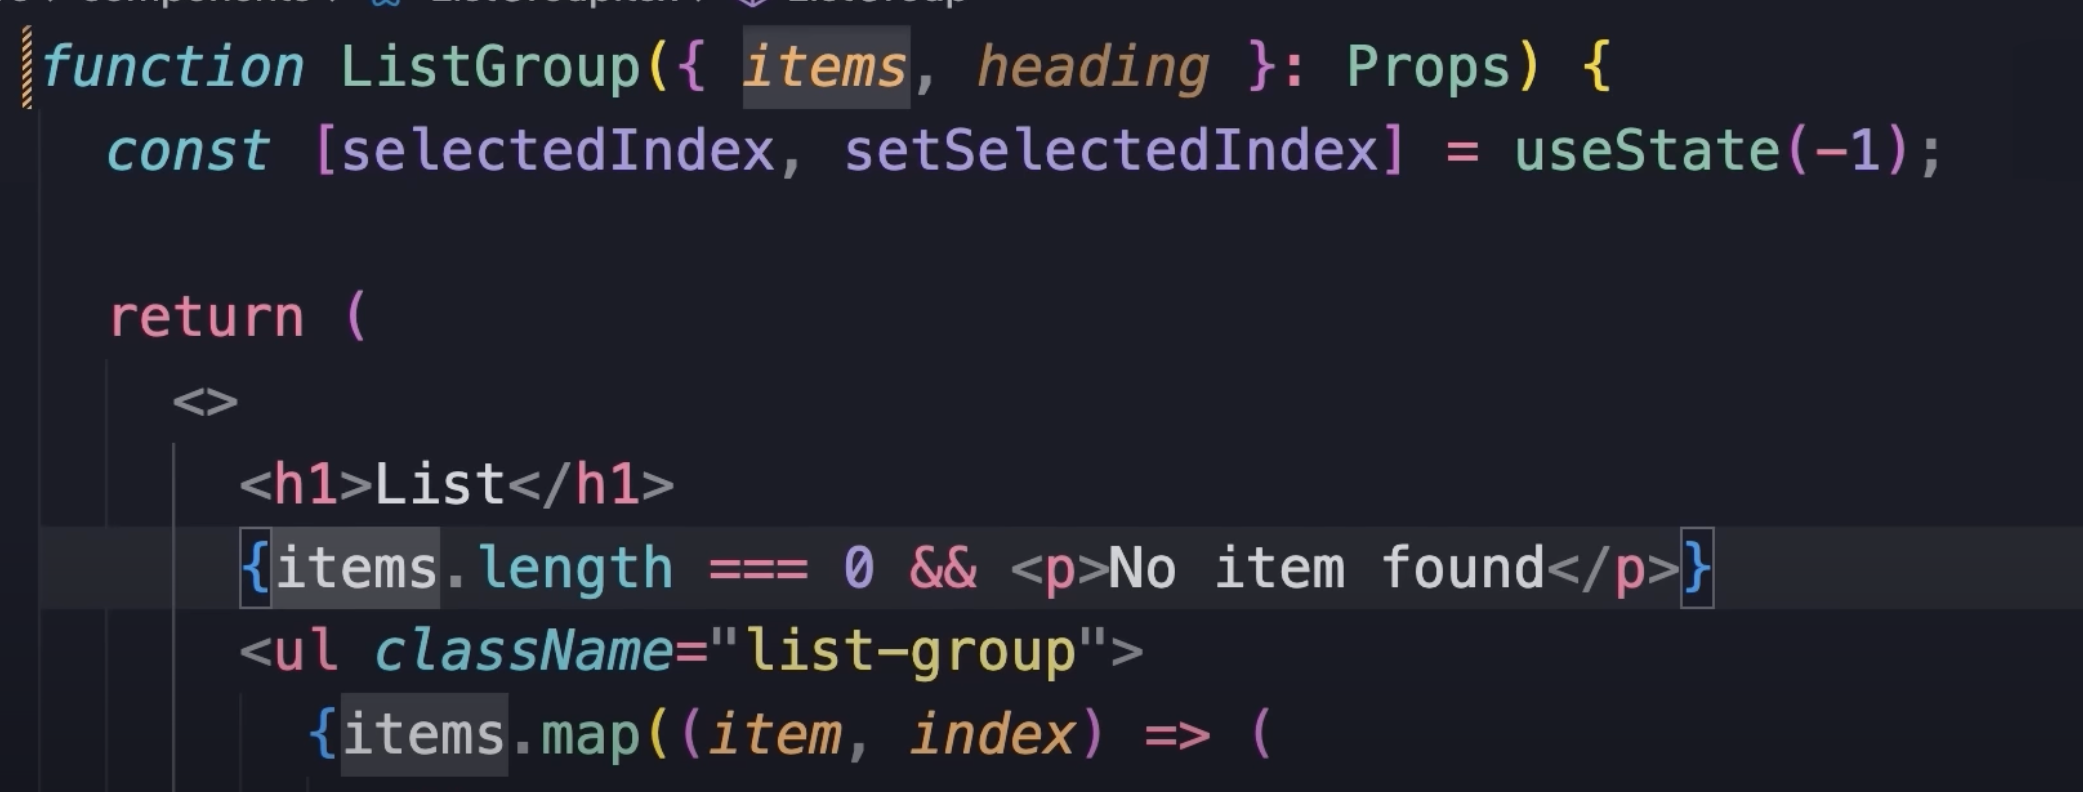 function ListGroup({ items, heading }: Props) {
const [selectedIndex, setSelectedIndex] = useState(-1);
return (
<>
<h1>List</h1>
{items.length === 0 && <p>No item found</p>}
<ul className="list-group">
{items.map((item, index) => (